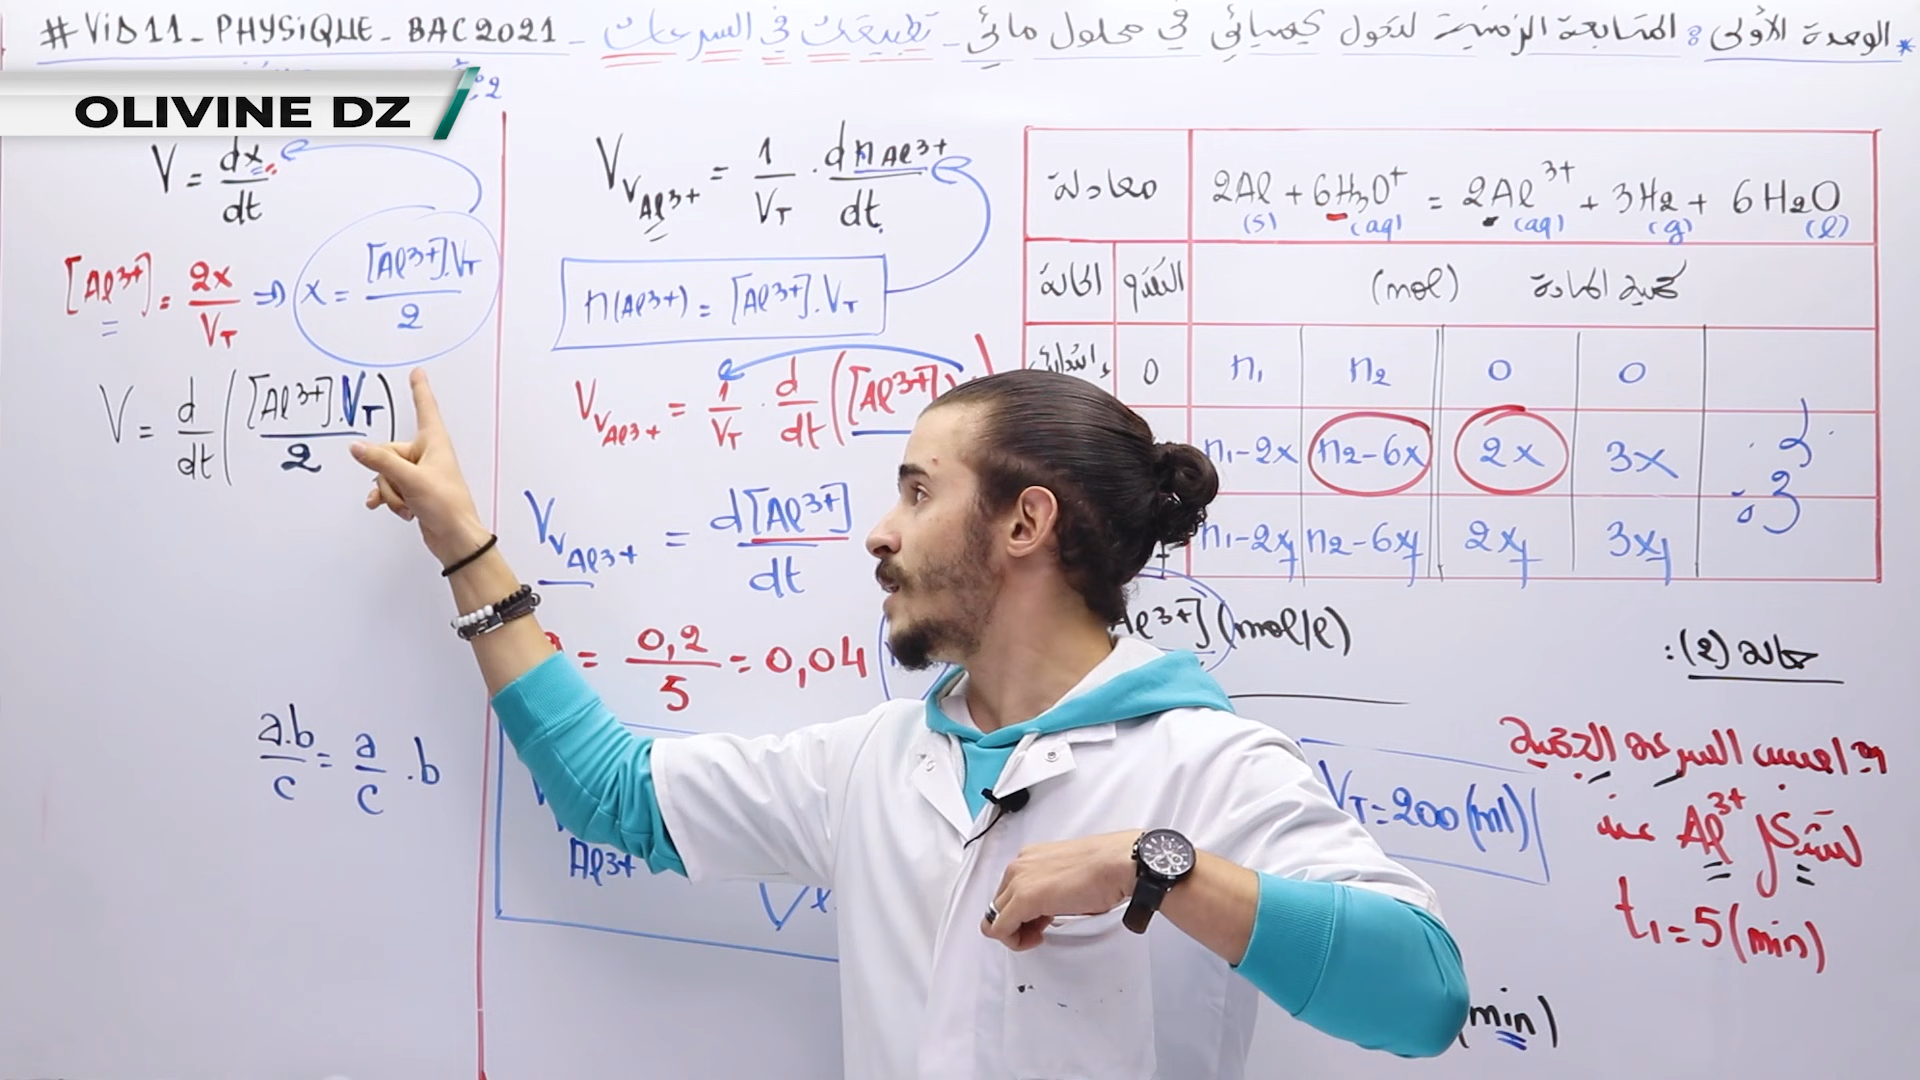 #ViD11_PHYSiQUE_BAC2021 _ تطبيقات في السرعات _ الوحدة الأولى: المتابعة الزمنية لتحول كيميائي في محلول مائي *
OLIVINE DZ
V = dx/dt
[Al3+] = 2x/VT => x = [Al3+].VT/2
V = d/dt ([Al3+].VT/2)
a.b/c = a/c .b
VVAl3+ = 1/VT . dnAl3+/dt
n(Al3+) = [Al3+].VT
VVAl3+ = 1/VT . d/dt ([Al3+]
VVAl3+ = d[Al3+]/dt
= 0,2/5 = 0,04
Al3+
معادلة 2Al(s) + 6H3O+(aq) = 2Al3+(aq) + 3H2(g) + 6H2O(l)
الحالة التقدم كمية المادة (mol)
0 n1 n2 0 0
n1-2x n2-6x 2x 3x
n1-2xf n2-6xf 2xf 3xf
Al3+](mol/l)
حالة (2):
VT=200(ml)
احسب السرعة الحجمية
لتشكل Al3+ عند
t1=5(min)
(min)